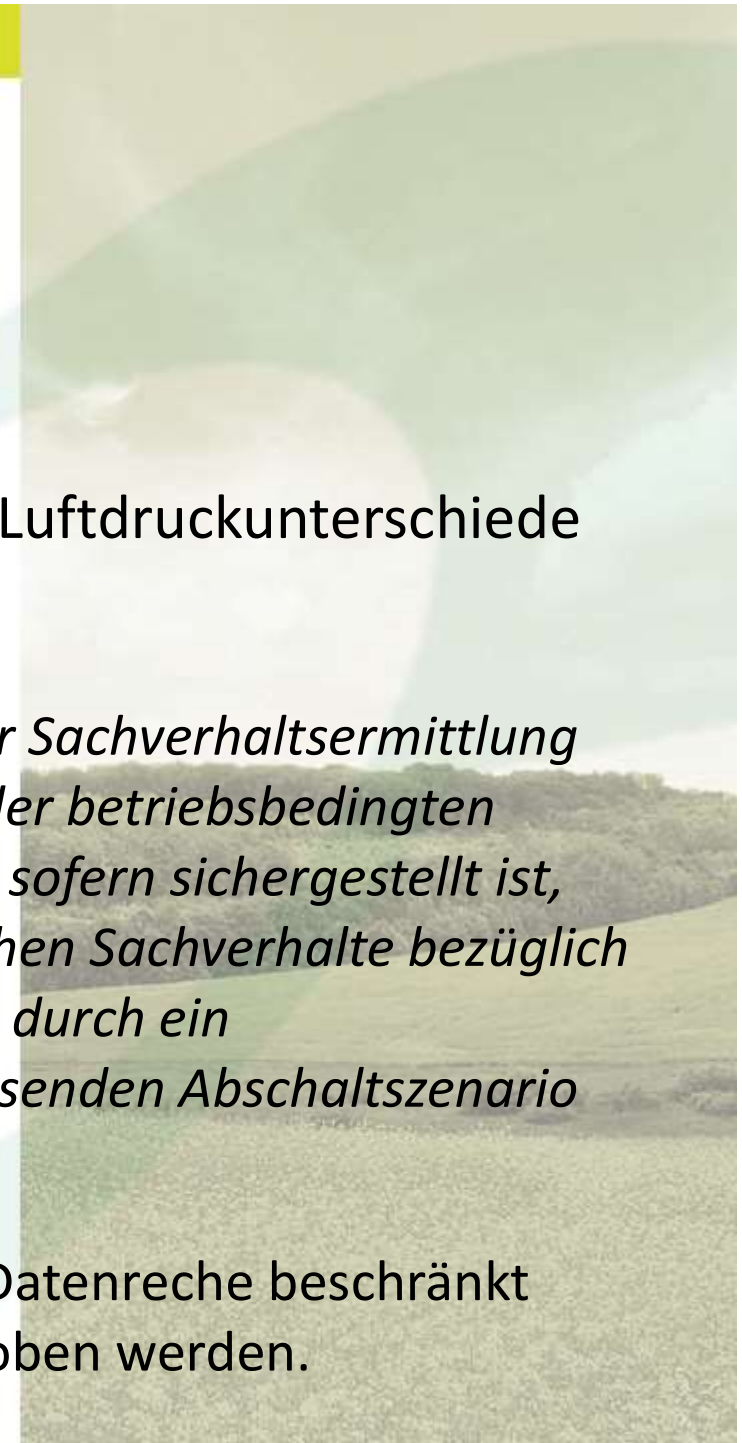 Luftdruckunterschiede
r Sachverhaltsermittlung
der betriebsbedingten
sofern sichergestellt ist,
hen Sachverhalte bezüglich
durch ein
senden Abschaltszenario
Datenreche beschränkt
oben werden.